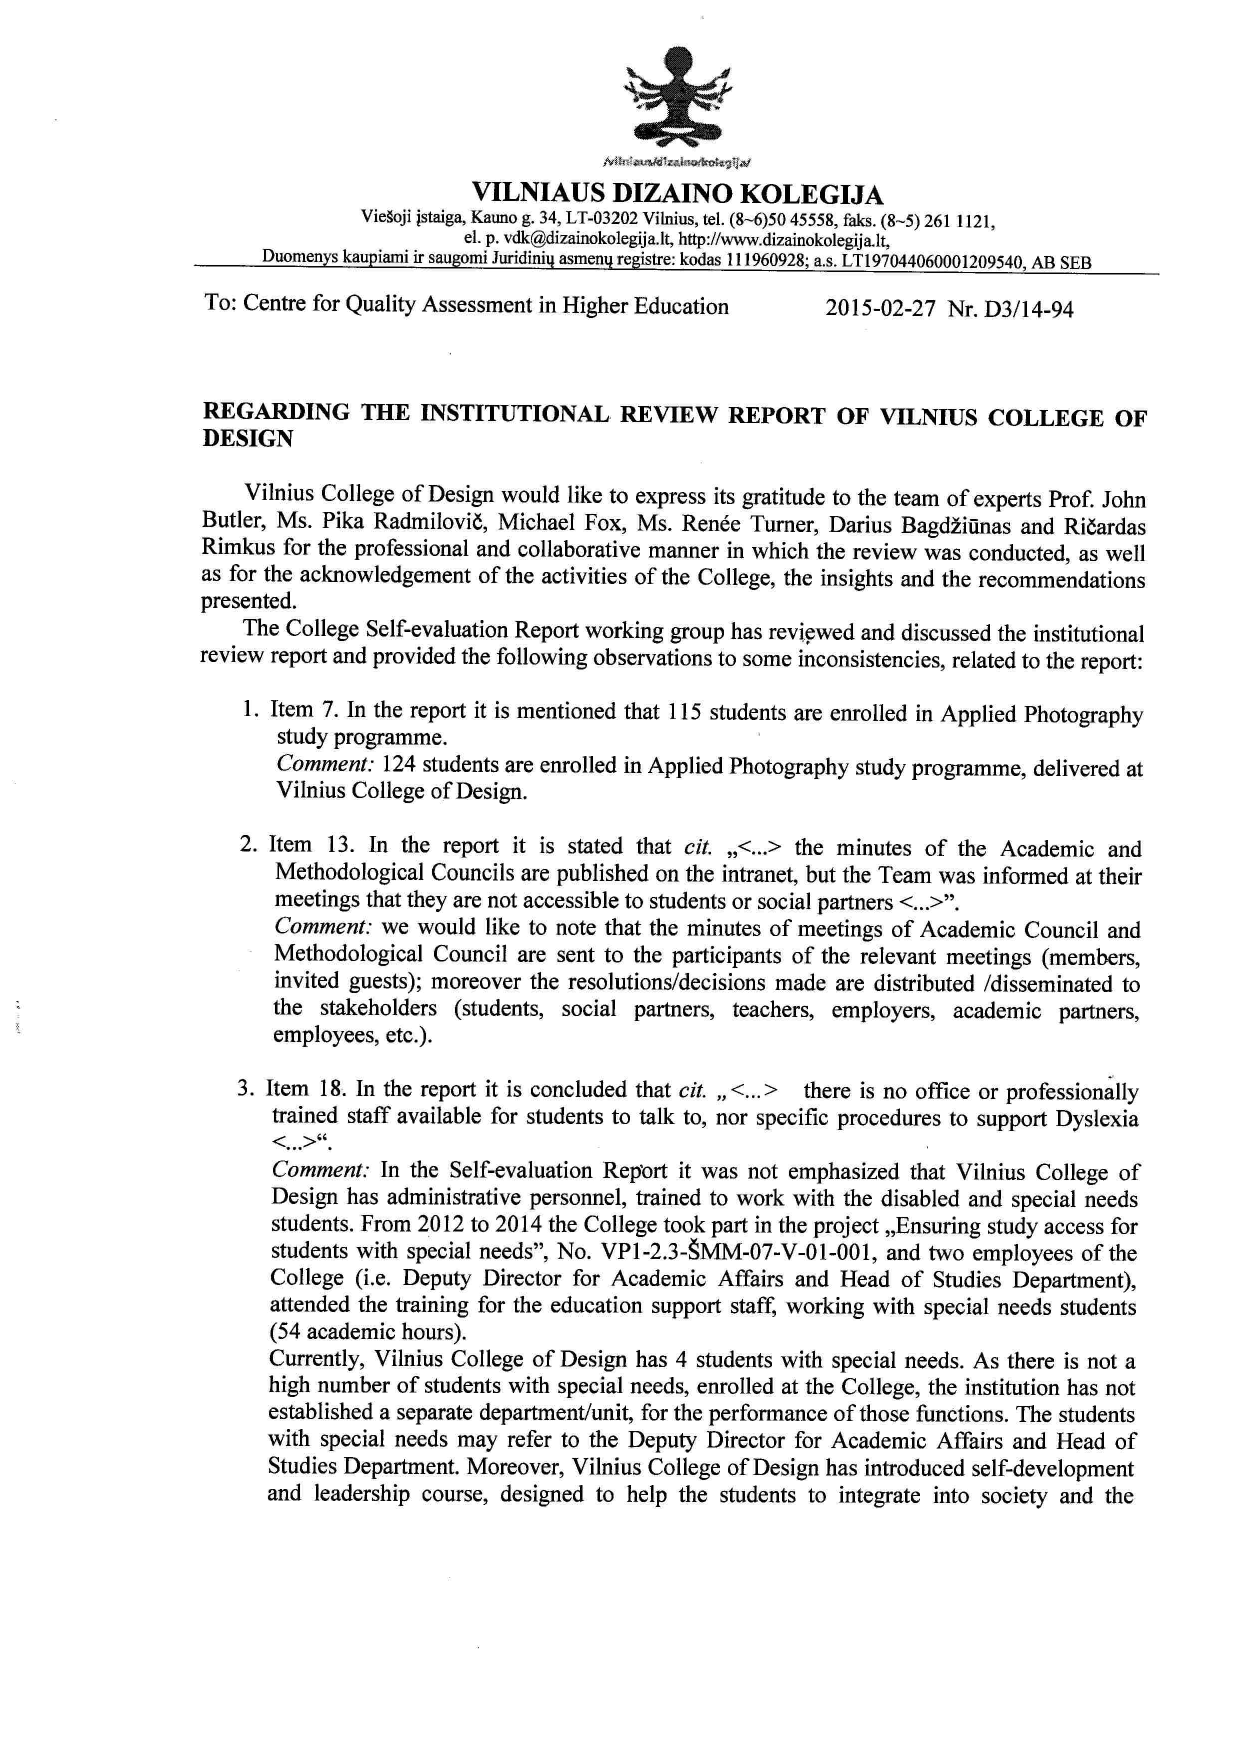 /vilniaus/dizaino/kolegija/
VILNIAUS DIZAINO KOLEGIJA
Viešoji įstaiga, Kauno g. 34, LT-03202 Vilnius, tel. (8~6)50 45558, faks. (8~5) 261 1121,
el. p. vdk@dizainokolegija.lt, http://www.dizainokolegija.lt,
Duomenys kaupiami ir saugomi Juridinių asmenų registre: kodas 111960928; a.s. LT197044060001209540, AB SEB
To: Centre for Quality Assessment in Higher Education 2015-02-27 Nr. D3/14-94
REGARDING THE INSTITUTIONAL REVIEW REPORT OF VILNIUS COLLEGE OF
DESIGN
Vilnius College of Design would like to express its gratitude to the team of experts Prof. John
Butler, Ms. Pika Radmilovič, Michael Fox, Ms. Renée Turner, Darius Bagdžiūnas and Ričardas
Rimkus for the professional and collaborative manner in which the review was conducted, as well
as for the acknowledgement of the activities of the College, the insights and the recommendations
presented.
The College Self-evaluation Report working group has reviewed and discussed the institutional
review report and provided the following observations to some inconsistencies, related to the report:
1. Item 7. In the report it is mentioned that 115 students are enrolled in Applied Photography
study programme.
Comment: 124 students are enrolled in Applied Photography study programme, delivered at
Vilnius College of Design.
2. Item 13. In the report it is stated that cit. „<...> the minutes of the Academic and
Methodological Councils are published on the intranet, but the Team was informed at their
meetings that they are not accessible to students or social partners <...>”.
Comment: we would like to note that the minutes of meetings of Academic Council and
Methodological Council are sent to the participants of the relevant meetings (members,
invited guests); moreover the resolutions/decisions made are distributed /disseminated to
the stakeholders (students, social partners, teachers, employers, academic partners,
employees, etc.).
3. Item 18. In the report it is concluded that cit. „<...> there is no office or professionally
trained staff available for students to talk to, nor specific procedures to support Dyslexia
<...>“.
Comment: In the Self-evaluation Report it was not emphasized that Vilnius College of
Design has administrative personnel, trained to work with the disabled and special needs
students. From 2012 to 2014 the College took part in the project „Ensuring study access for
students with special needs”, No. VP1-2.3-ŠMM-07-V-01-001, and two employees of the
College (i.e. Deputy Director for Academic Affairs and Head of Studies Department),
attended the training for the education support staff, working with special needs students
(54 academic hours).
Currently, Vilnius College of Design has 4 students with special needs. As there is not a
high number of students with special needs, enrolled at the College, the institution has not
established a separate department/unit, for the performance of those functions. The students
with special needs may refer to the Deputy Director for Academic Affairs and Head of
Studies Department. Moreover, Vilnius College of Design has introduced self-development
and leadership course, designed to help the students to integrate into society and the